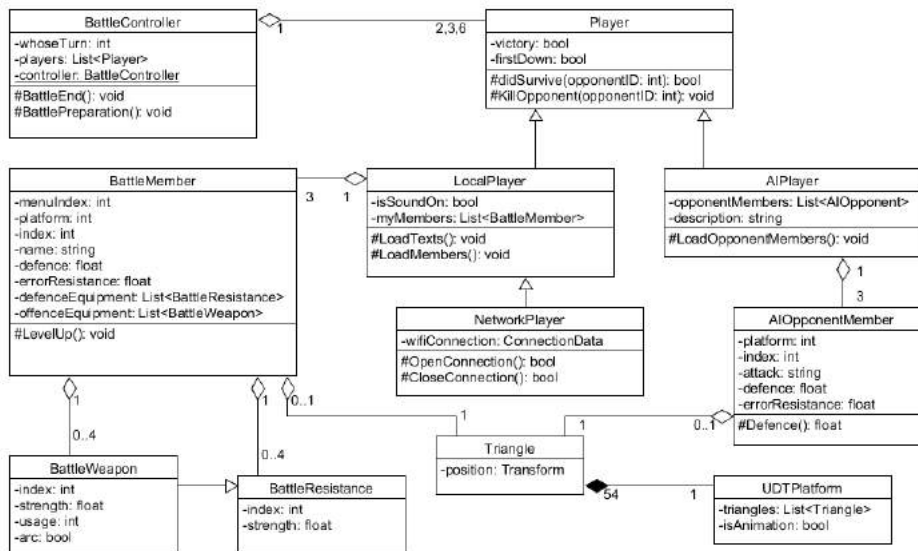 BattleController
-whoseTurn: int
-players: List<Player>
-controller: BattleController
#BattleEnd(): void
#BattlePreparation(): void
1
2,3,6
Player
-victory: bool
-firstDown: bool
#didSurvive(opponentID: int): bool
#KillOpponent(opponentID: int): void
BattleMember
-menuIndex: int
-platform: int
-index: int
-name: string
-defence: float
-errorResistance: float
-defenceEquipment: List<BattleResistance>
-offenceEquipment: List<BattleWeapon>
#LevelUp(): void
3
1
LocalPlayer
-isSoundOn: bool
-myMembers: List<BattleMember>
#LoadTexts(): void
#LoadMembers(): void
AIPlayer
-opponentMembers: List<AIOpponent>
-description: string
#LoadOpponentMembers(): void
1
3
NetworkPlayer
-wifiConnection: ConnectionData
#OpenConnection(): bool
#CloseConnection(): bool
AIOpponentMember
-platform: int
-index: int
-attack: string
-defence: float
-errorResistance: float
#Defence(): float
1
0..4
1
0..4
0..1
1
1
0..1
Triangle
-position: Transform
54
1
BattleWeapon
-index: int
-strength: float
-usage: int
-arc: bool
BattleResistance
-index: int
-strength: float
UDTPlatform
-triangles: List<Triangle>
-isAnimation: bool